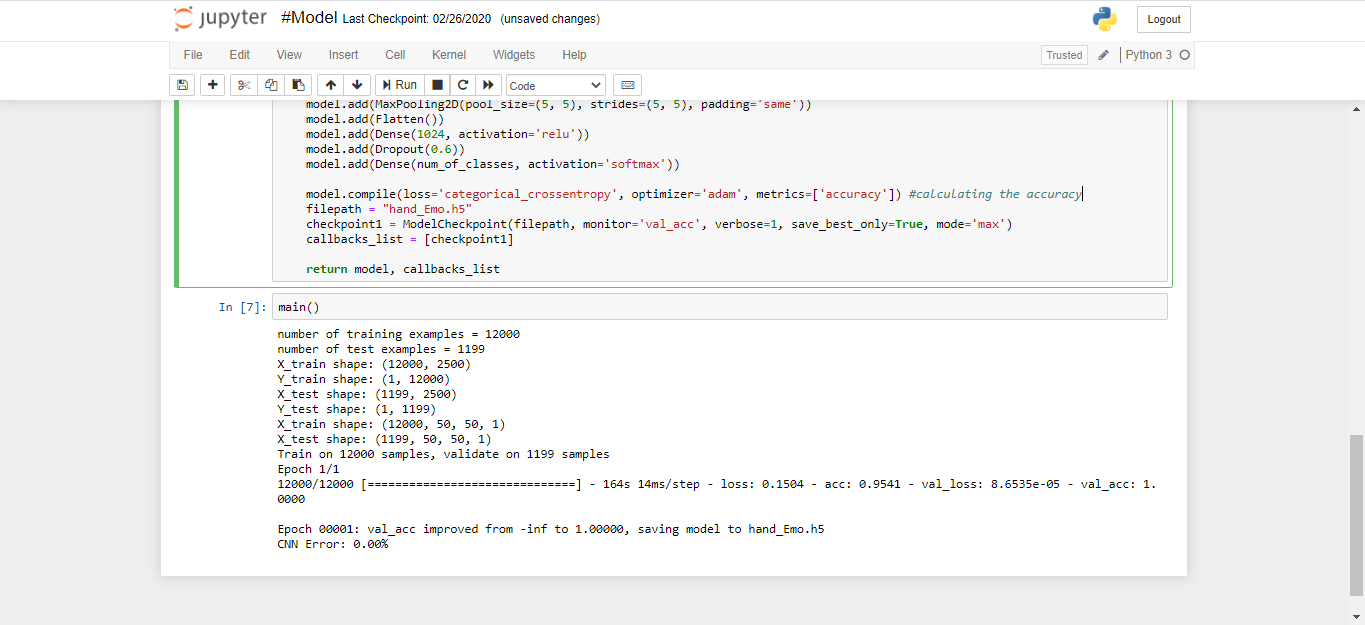 jupyter #Model Last Checkpoint: 02/26/2020 (unsaved changes) Logout
File Edit View Insert Cell Kernel Widgets Help Trusted Python 3
Run Code
model.add(MaxPooling2D(pool_size=(5, 5), strides=(5, 5), padding='same'))
model.add(Flatten())
model.add(Dense(1024, activation='relu'))
model.add(Dropout(0.6))
model.add(Dense(num_of_classes, activation='softmax'))
model.compile(loss='categorical_crossentropy', optimizer='adam', metrics=['accuracy']) #calculating the accuracy
filepath = "hand_Emo.h5"
checkpoint1 = ModelCheckpoint(filepath, monitor='val_acc', verbose=1, save_best_only=True, mode='max')
callbacks_list = [checkpoint1]
return model, callbacks_list
In [7]: main()
number of training examples = 12000
number of test examples = 1199
X_train shape: (12000, 2500)
Y_train shape: (1, 12000)
X_test shape: (1199, 2500)
Y_test shape: (1, 1199)
X_train shape: (12000, 50, 50, 1)
X_test shape: (1199, 50, 50, 1)
Train on 12000 samples, validate on 1199 samples
Epoch 1/1
12000/12000 [==============================] - 164s 14ms/step - loss: 0.1504 - acc: 0.9541 - val_loss: 8.6535e-05 - val_acc: 1.
0000
Epoch 00001: val_acc improved from -inf to 1.00000, saving model to hand_Emo.h5
CNN Error: 0.00%